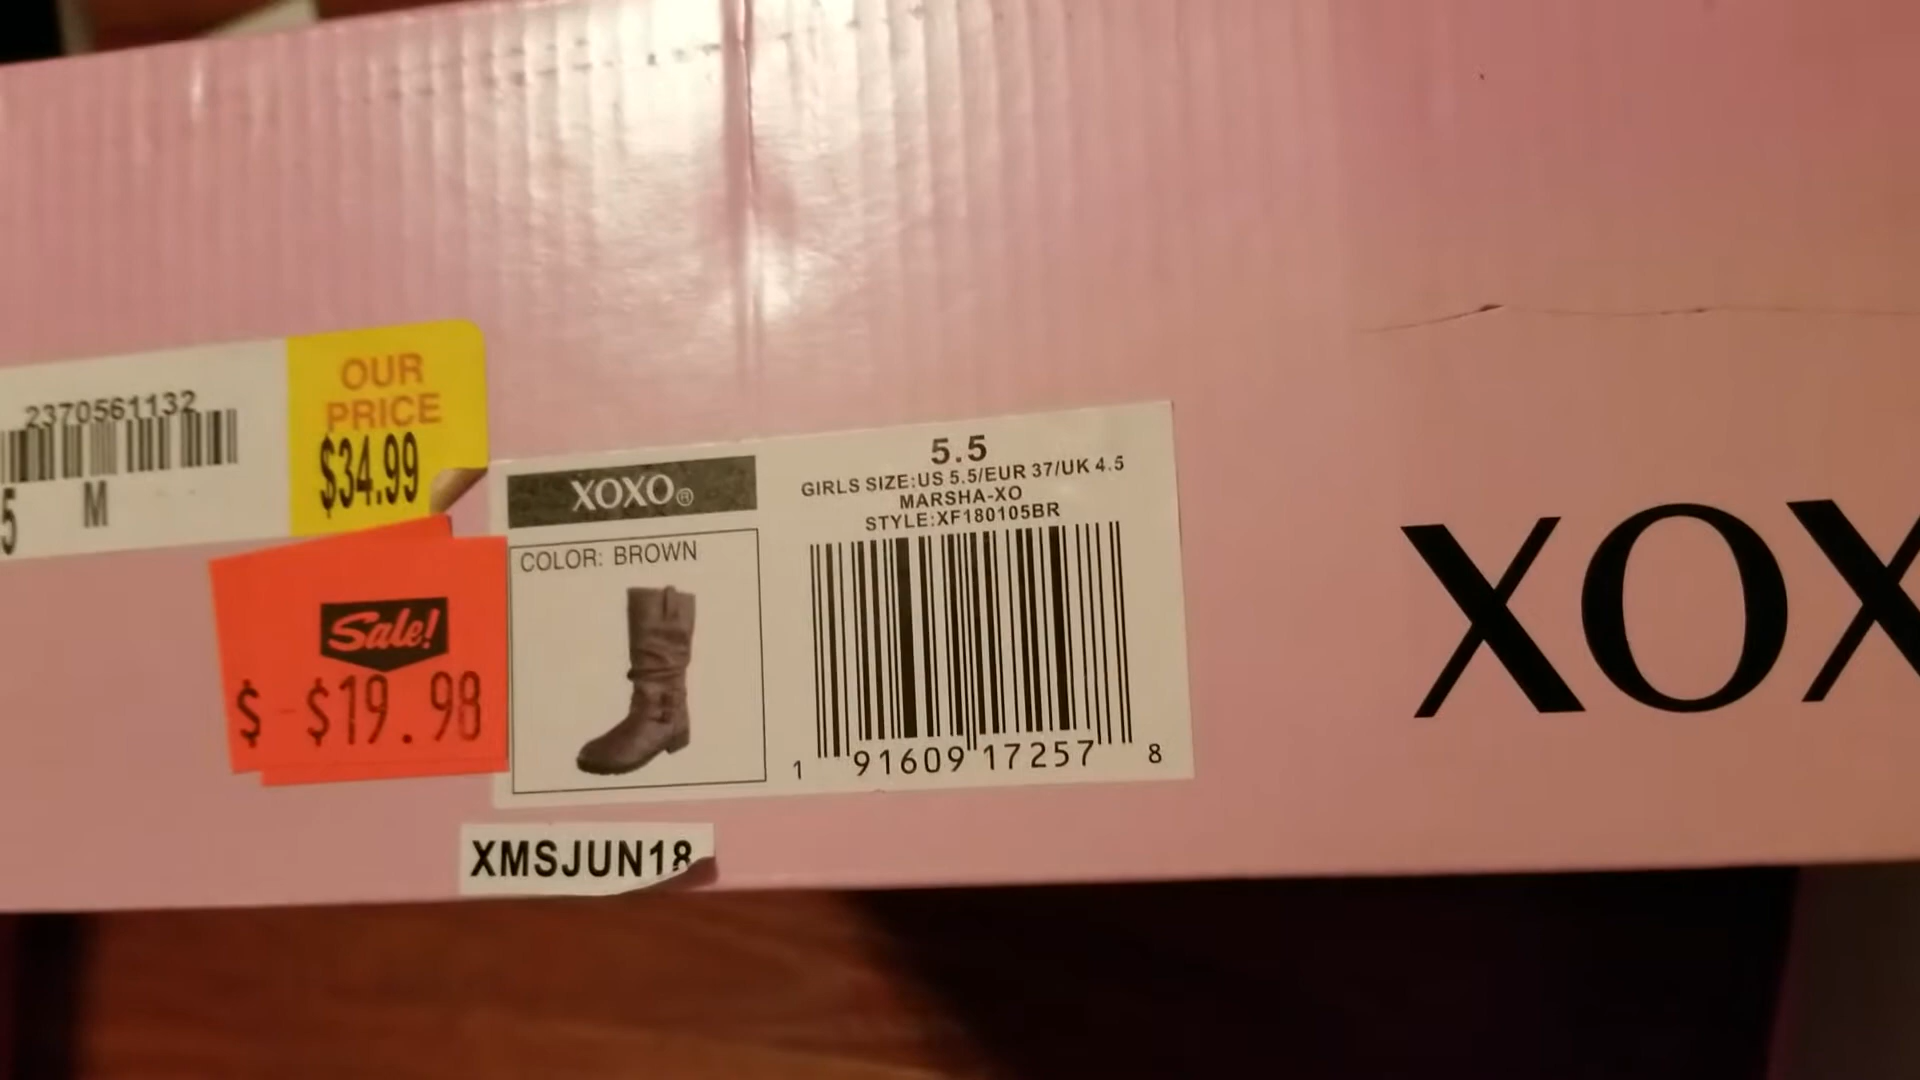 2370561132
5 M
OUR
PRICE
$34.99
Sale!
$ $19.98
XOXO®
COLOR: BROWN
5.5
GIRLS SIZE:US 5.5/EUR 37/UK 4.5
MARSHA-XO
STYLE:XF180105BR
1 91609 17257 8
XMSJUN18
XOX